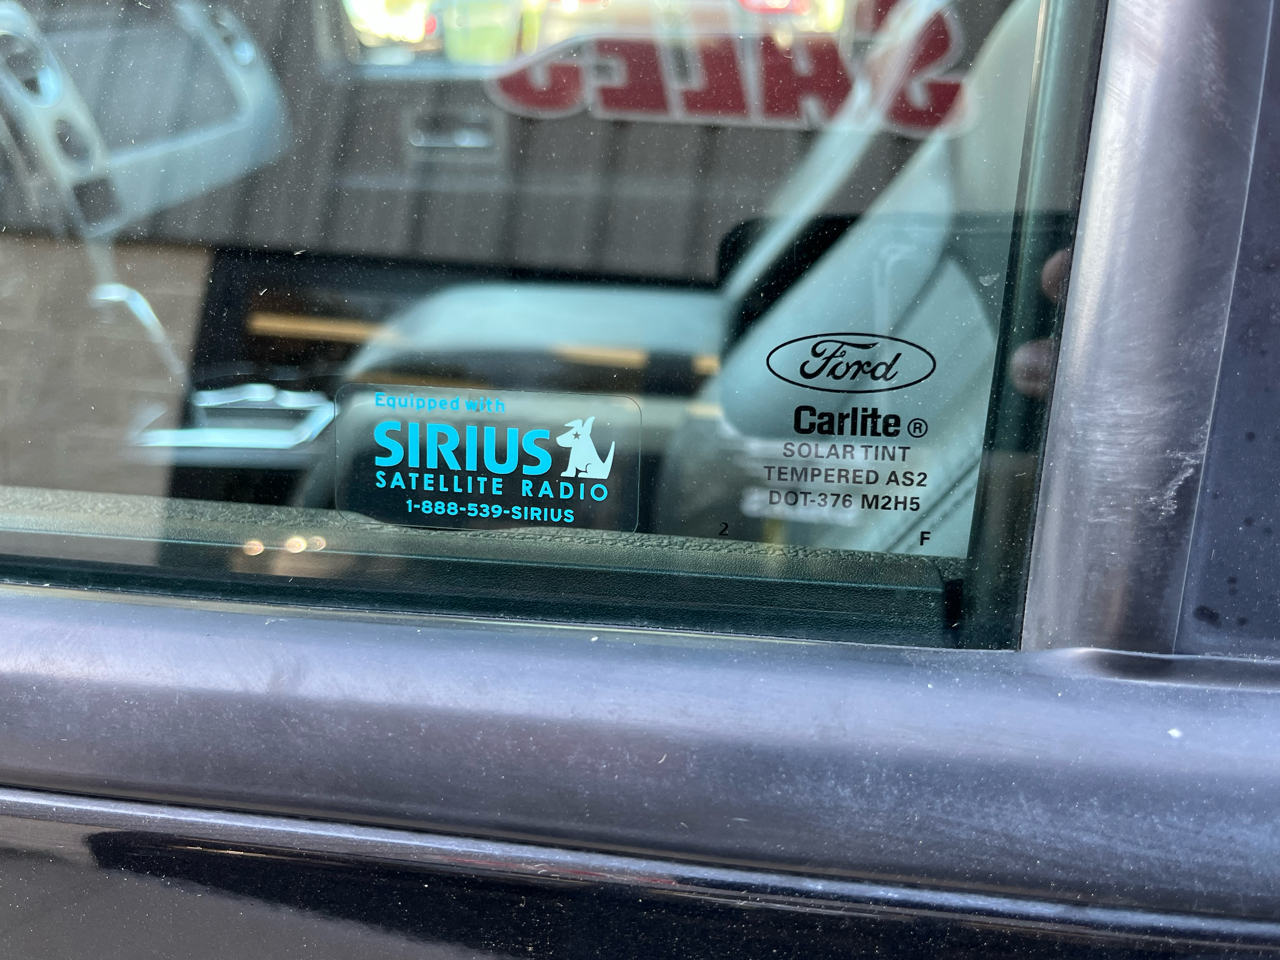 SALES
Equipped with
SIRIUS
SATELLITE RADIO
1-888-539-SIRIUS
Ford
Carlite®
SOLAR TINT
TEMPERED AS2
DOT-376 M2H5
2 F